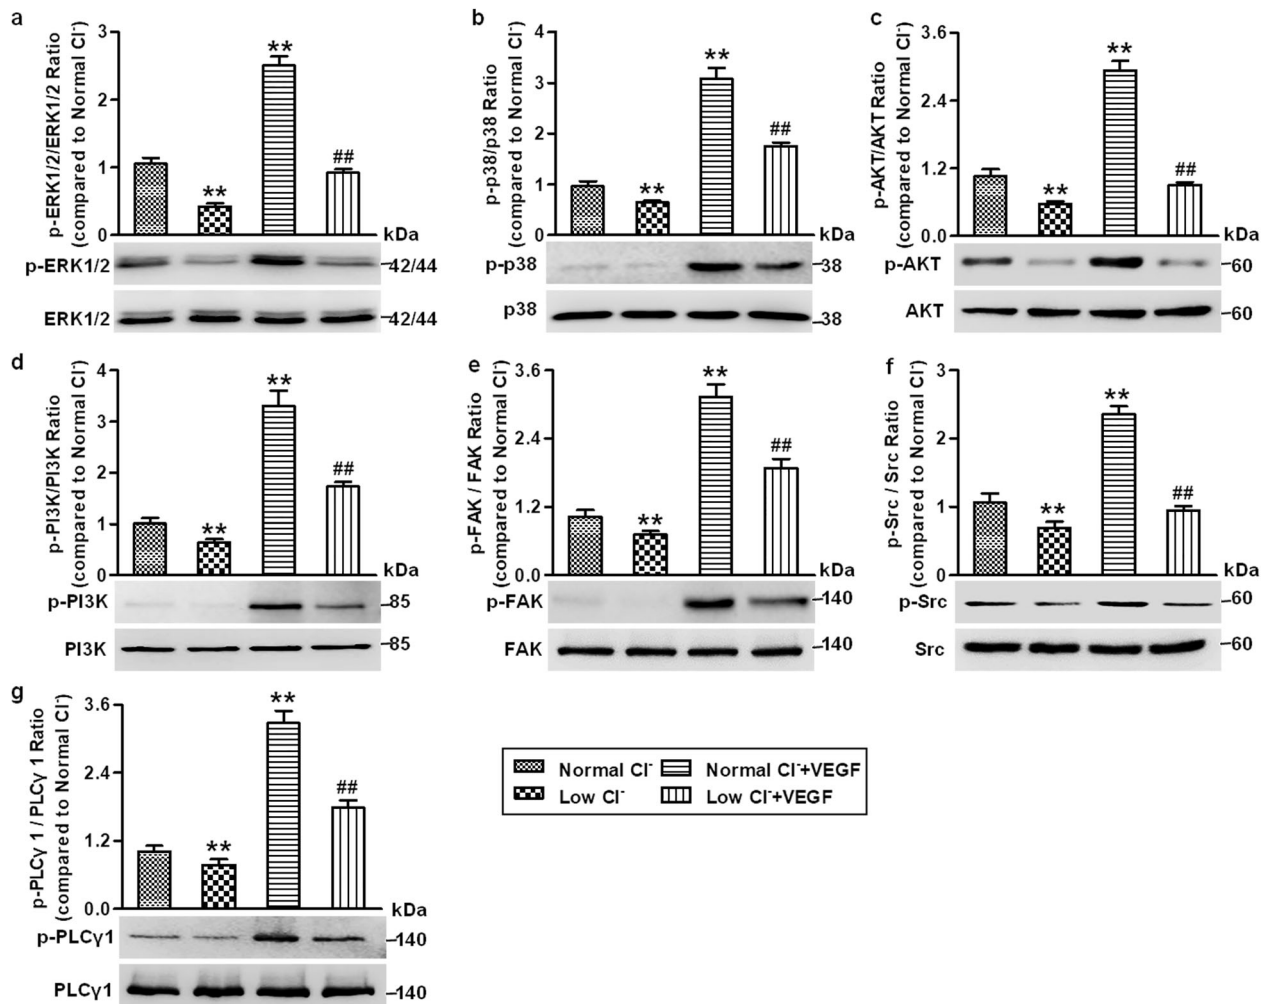 a
p-ERK1/2/ERK1/2 Ratio
(compared to Normal Cl⁻)
3
2
1
0
**
**
##
kDa
p-ERK1/2
42/44
ERK1/2
42/44
b
p-p38/p38 Ratio
(compared to Normal Cl⁻)
4
3
2
1
0
**
**
##
kDa
p-p38
38
p38
38
c
p-AKT/AKT Ratio
(compared to Normal Cl⁻)
3.6
2.4
1.2
0.0
**
**
##
kDa
p-AKT
60
AKT
60
d
p-PI3K/PI3K Ratio
(compared to Normal Cl⁻)
4
3
2
1
0
**
**
##
kDa
p-PI3K
85
PI3K
85
e
p-FAK / FAK Ratio
(compared to Normal Cl⁻)
3.6
2.4
1.2
0.0
**
**
##
kDa
p-FAK
140
FAK
140
f
p-Src / Src Ratio
(compared to Normal Cl⁻)
3
2
1
0
**
**
##
kDa
p-Src
60
Src
60
g
p-PLCγ 1 / PLCγ 1 Ratio
(compared to Normal Cl⁻)
3.6
2.4
1.2
0.0
**
**
##
kDa
p-PLCγ1
140
PLCγ1
140
Normal Cl⁻ Normal Cl⁻+VEGF
Low Cl⁻ Low Cl⁻+VEGF